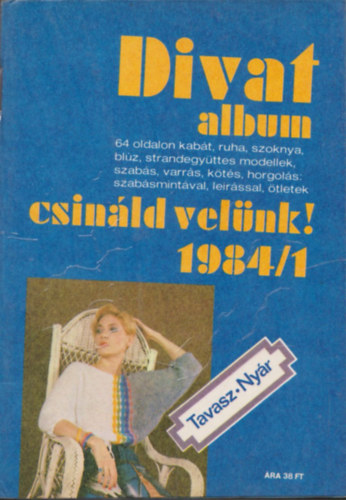 Divat
album
64 oldalon kabát, ruha, szoknya,
blúz, strandegyüttes modellek,
szabás, varrás, kötés, horgolás:
szabásmintával, leírással, ötletek
csináld velünk!
1984/1
Tavasz·Nyár
ÁRA 38 FT